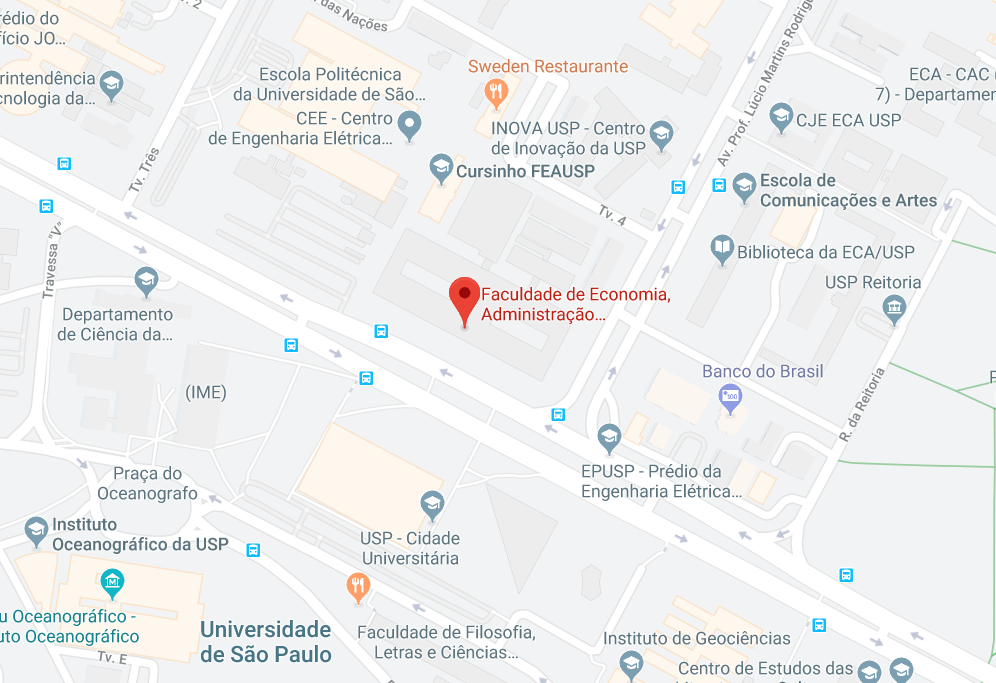 rédio do
fício JO...
v. 2
das Nações
rintendência
cnologia da...
Escola Politécnica
da Universidade de São...
CEE - Centro
de Engenharia Elétrica...
Sweden Restaurante
INOVA USP - Centro
de Inovação da USP
Cursinho FEAUSP
Av. Prof. Lúcio Martins Rodrigu
ECA - CAC (
7) - Departamen
CJE ECA USP
Escola de
Comunicações e Artes
Tv. Três
Tv. 4
Biblioteca da ECA/USP
USP Reitoria
Travessa "V"
Departamento
de Ciência da...
Faculdade de Economia,
Administração...
Banco do Brasil
(IME)
R. da Reitoria
P
Praça do
Oceanografo
EPUSP - Prédio da
Engenharia Elétrica...
Instituto
Oceanográfico da USP
USP - Cidade
Universitária
u Oceanográfico -
uto Oceanográfico
Tv. E
Universidade
de São Paulo
Faculdade de Filosofia,
Letras e Ciências...
Instituto de Geociências
Centro de Estudos das